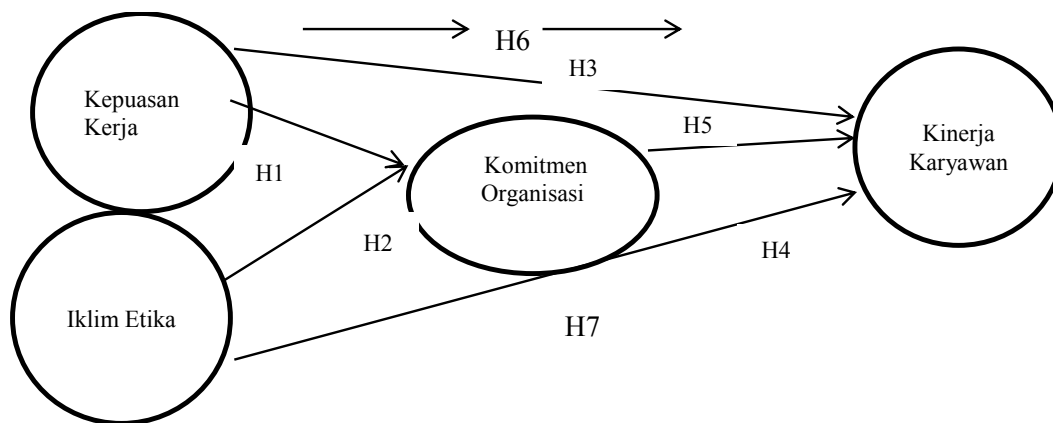 H6
H3
Kepuasan
Kerja
H5
Kinerja
Karyawan
H1
Komitmen
Organisasi
H2
H4
Iklim Etika
H7